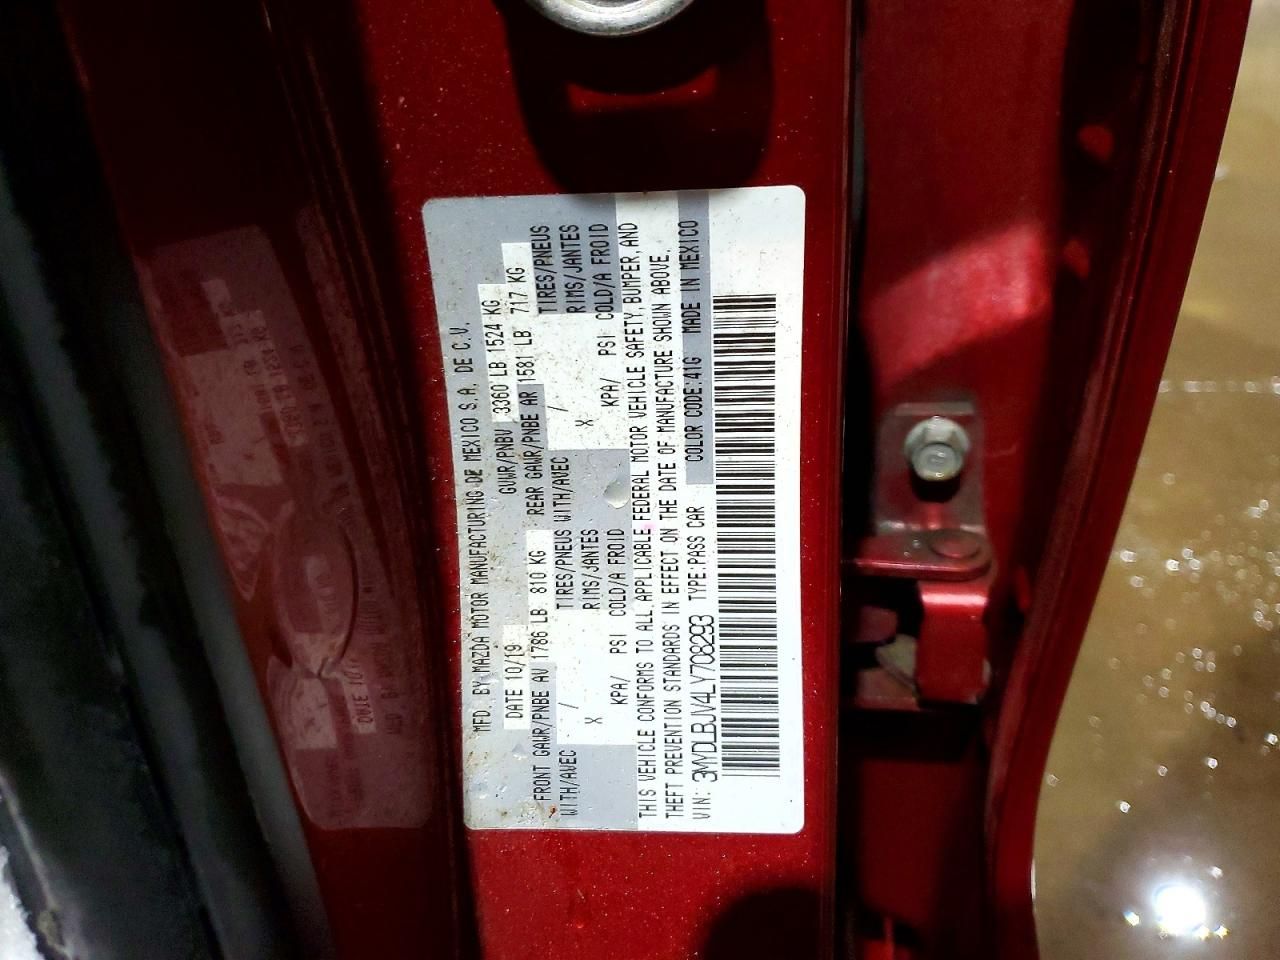 MFD. BY MAZDA MOTOR MANUFACTURING DE MEXICO S.A. DE C.V.
DATE 10/19 GVWR/PNBV 3360 LB 1524 KG
FRONT GAWR/PNBE AV 1786 LB 810 KG REAR GAWR/PNBE AR 1581 LB 717 KG
WITH/AVEC / TIRES/PNEUS WITH/AVEC / TIRES/PNEUS
X RIMS/JANTES X RIMS/JANTES
KPA/ PSI COLD/A FROID KPA/ PSI COLD/A FROID
THIS VEHICLE CONFORMS TO ALL APPLICABLE FEDERAL MOTOR VEHICLE SAFETY, BUMPER, AND
THEFT PREVENTION STANDARDS IN EFFECT ON THE DATE OF MANUFACTURE SHOWN ABOVE.
VIN: 3MYDLBJV4LY708293 TYPE:PASS CAR COLOR CODE:41G MADE IN MEXICO